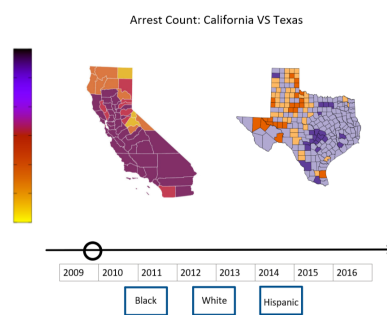 Arrest Count: California VS Texas
2009 2010 2011 2012 2013 2014 2015 2016
Black White Hispanic